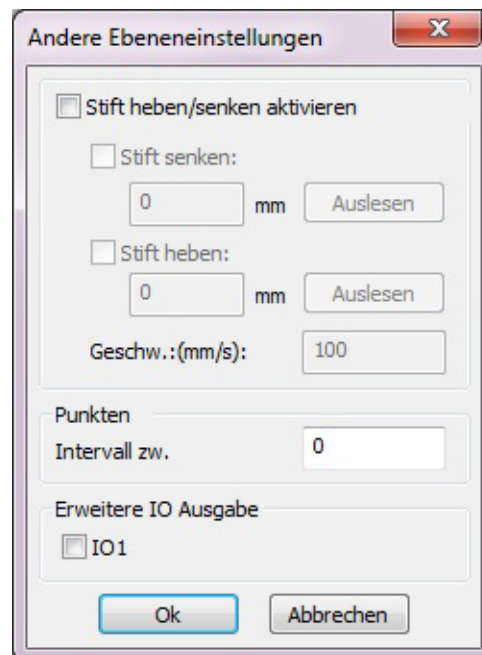 Andere Ebeneneinstellungen
Stift heben/senken aktivieren
Stift senken:
0 mm Auslesen
Stift heben:
0 mm Auslesen
Geschw.:(mm/s): 100
Punkten
Intervall zw. 0
Erweitere IO Ausgabe
IO1
Ok Abbrechen